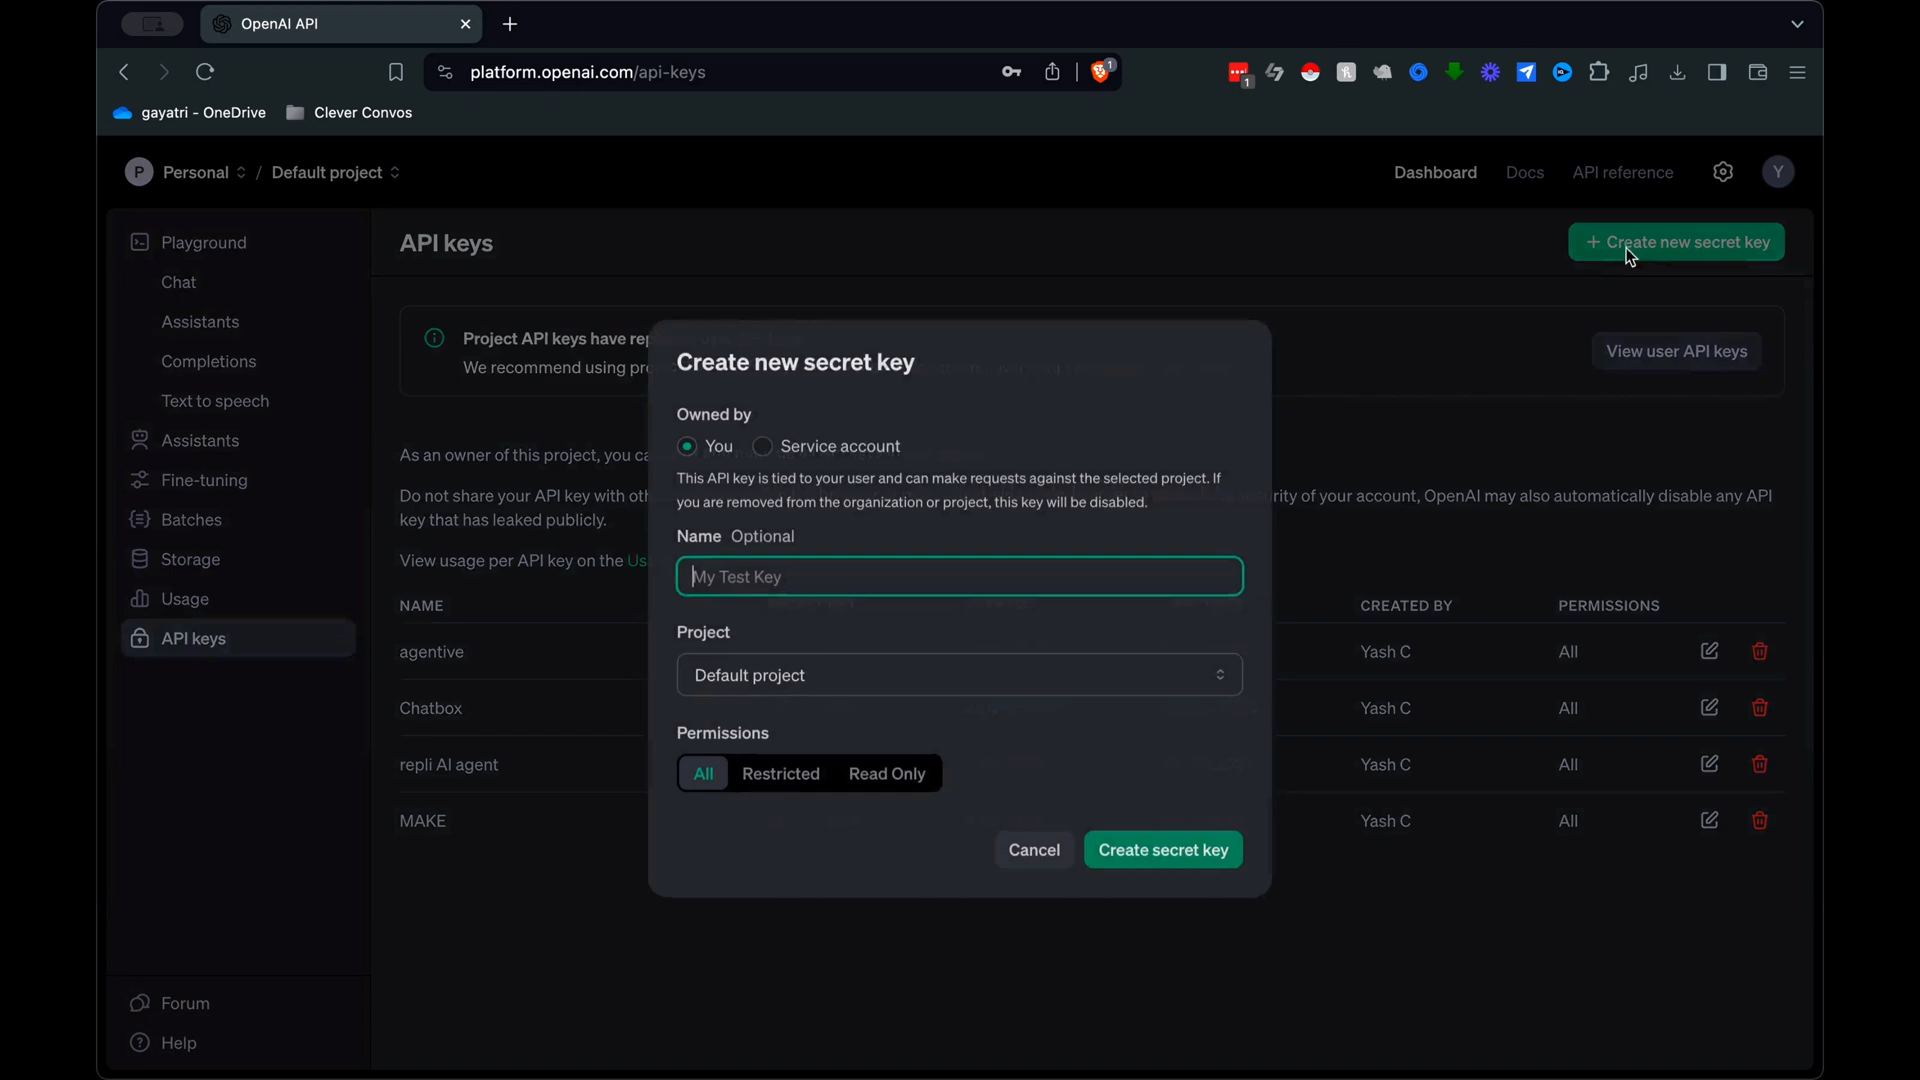 OpenAI API
platform.openai.com/api-keys
1
1
gayatri - OneDrive
Clever Convos
P
Personal
/
Default project
Dashboard
Docs
API reference
Y
Playground
Chat
Assistants
Completions
Text to speech
Assistants
Fine-tuning
Batches
Storage
Usage
API keys
Forum
Help
API keys
+ Create new secret key
Project API keys have rep
We recommend using pro
View user API keys
As an owner of this project, you ca
Do not share your API key with oth
curity of your account, OpenAI may also automatically disable any API
key that has leaked publicly.
View usage per API key on the Us
NAME
CREATED BY
PERMISSIONS
agentive
Yash C
All
Chatbox
Yash C
All
repli AI agent
Yash C
All
MAKE
Yash C
All
Create new secret key
Owned by
You
Service account
This API key is tied to your user and can make requests against the selected project. If
you are removed from the organization or project, this key will be disabled.
Name Optional
My Test Key
Project
Default project
Permissions
All
Restricted
Read Only
Cancel
Create secret key